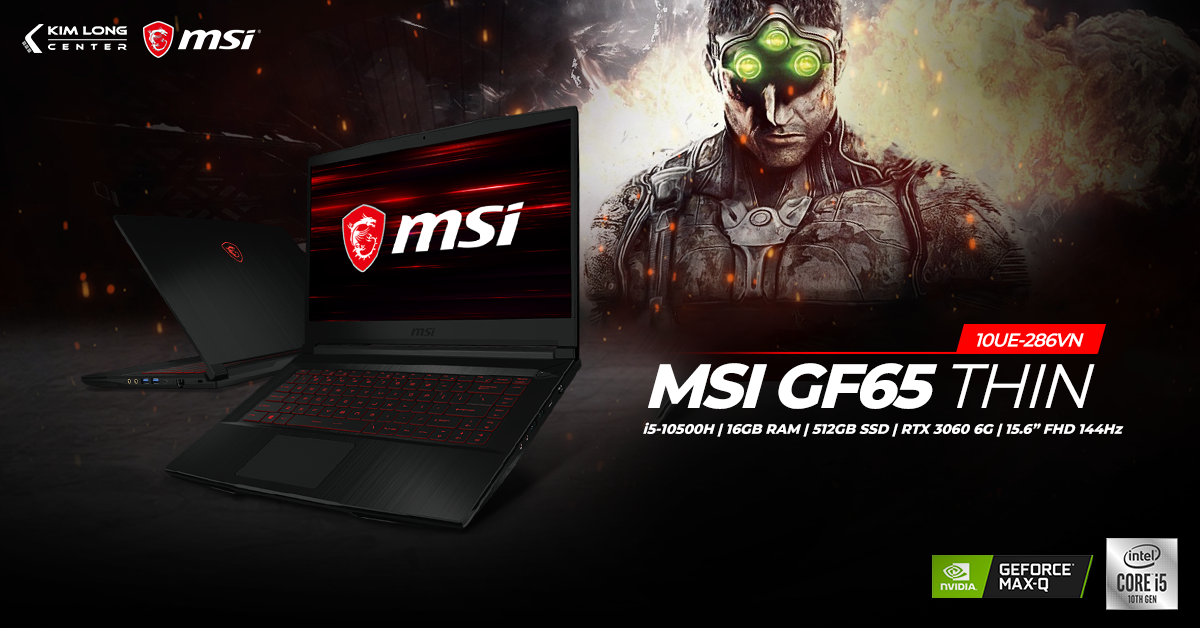 KIM LONG
CENTER
msi
msi
msi
10UE-286VN
MSI GF65 THIN
i5-10500H | 16GB RAM | 512GB SSD | RTX 3060 6G | 15.6” FHD 144Hz
NVIDIA.
GEFORCE®
MAX-Q
intel
CORE i5
10TH GEN